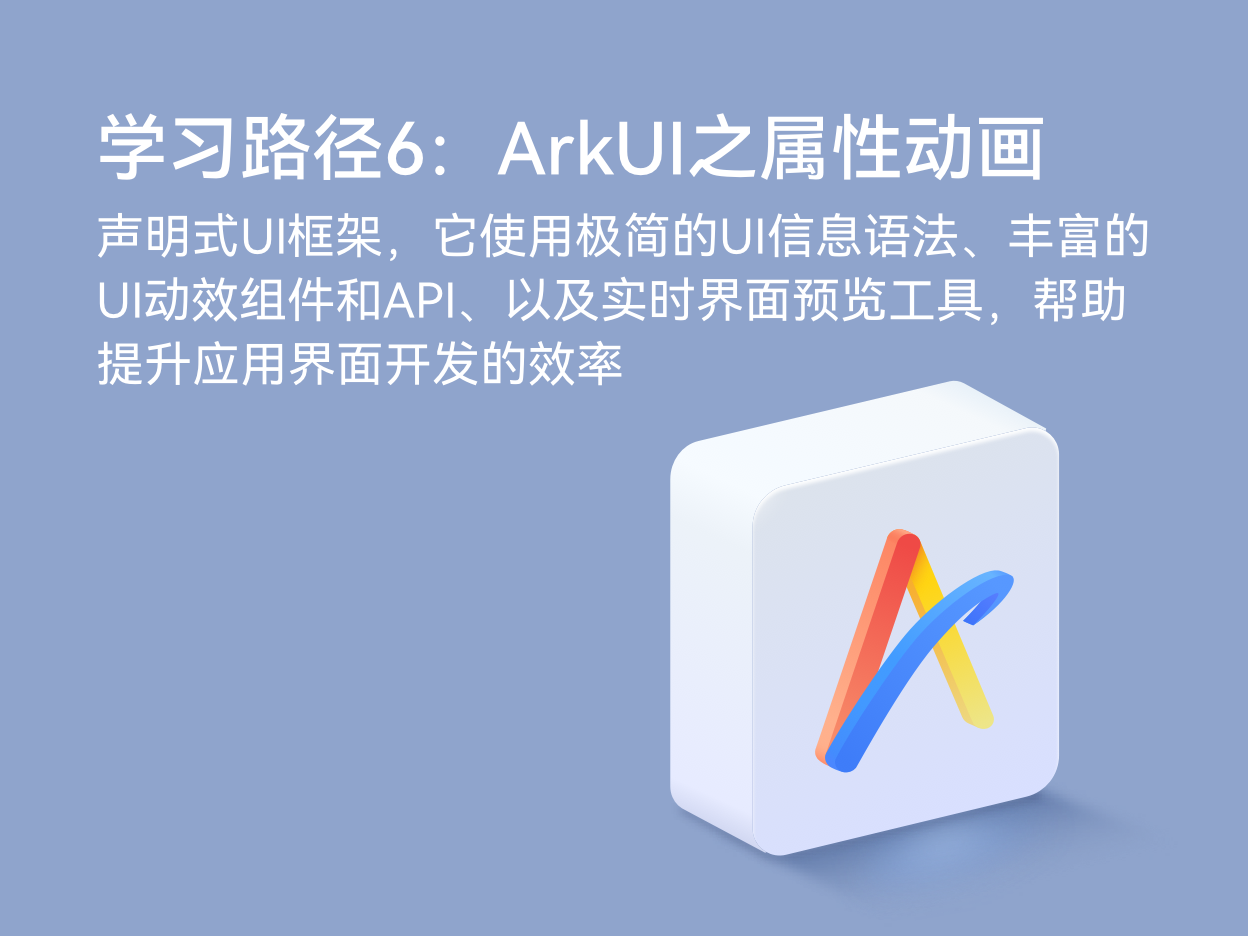 学习路径6：ArkUI之属性动画
声明式UI框架，它使用极简的UI信息语法、丰富的
UI动效组件和API、以及实时界面预览工具，帮助
提升应用界面开发的效率